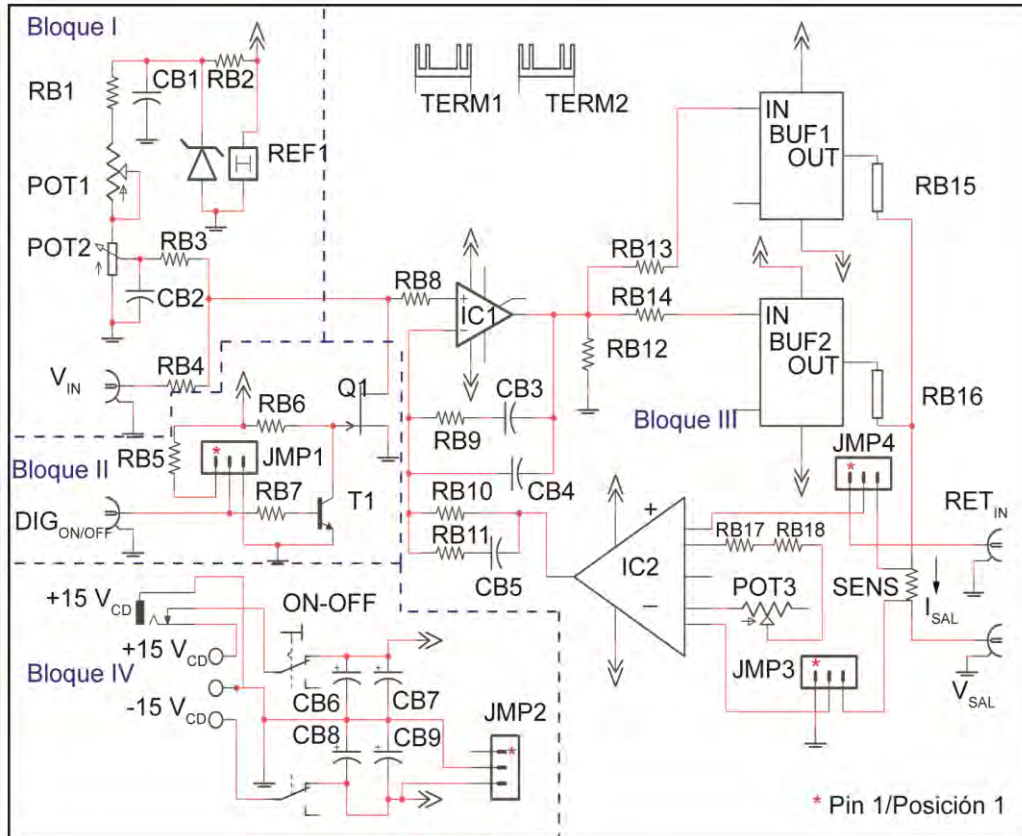 Bloque I
RB1
CB1
RB2
REF1
POT1
POT2
RB3
CB2
V IN
RB4
TERM1
TERM2
IN
BUF1
OUT
RB15
RB13
RB14
RB8
+
IC1
−
RB12
IN
BUF2
OUT
RB16
Bloque III
CB3
RB9
CB4
RB10
RB11
CB5
Bloque II
RB5
RB6
Q1
JMP1
*
RB7
T1
DIG ON/OFF
JMP4
*
RET IN
+
IC2
−
RB17
RB18
POT3
SENS
I SAL
JMP3
*
V SAL
+15 V CD
ON-OFF
+15 V CD
Bloque IV
-15 V CD
+
CB6
+
CB7
+
CB8
+
CB9
JMP2
*
* Pin 1/Posición 1